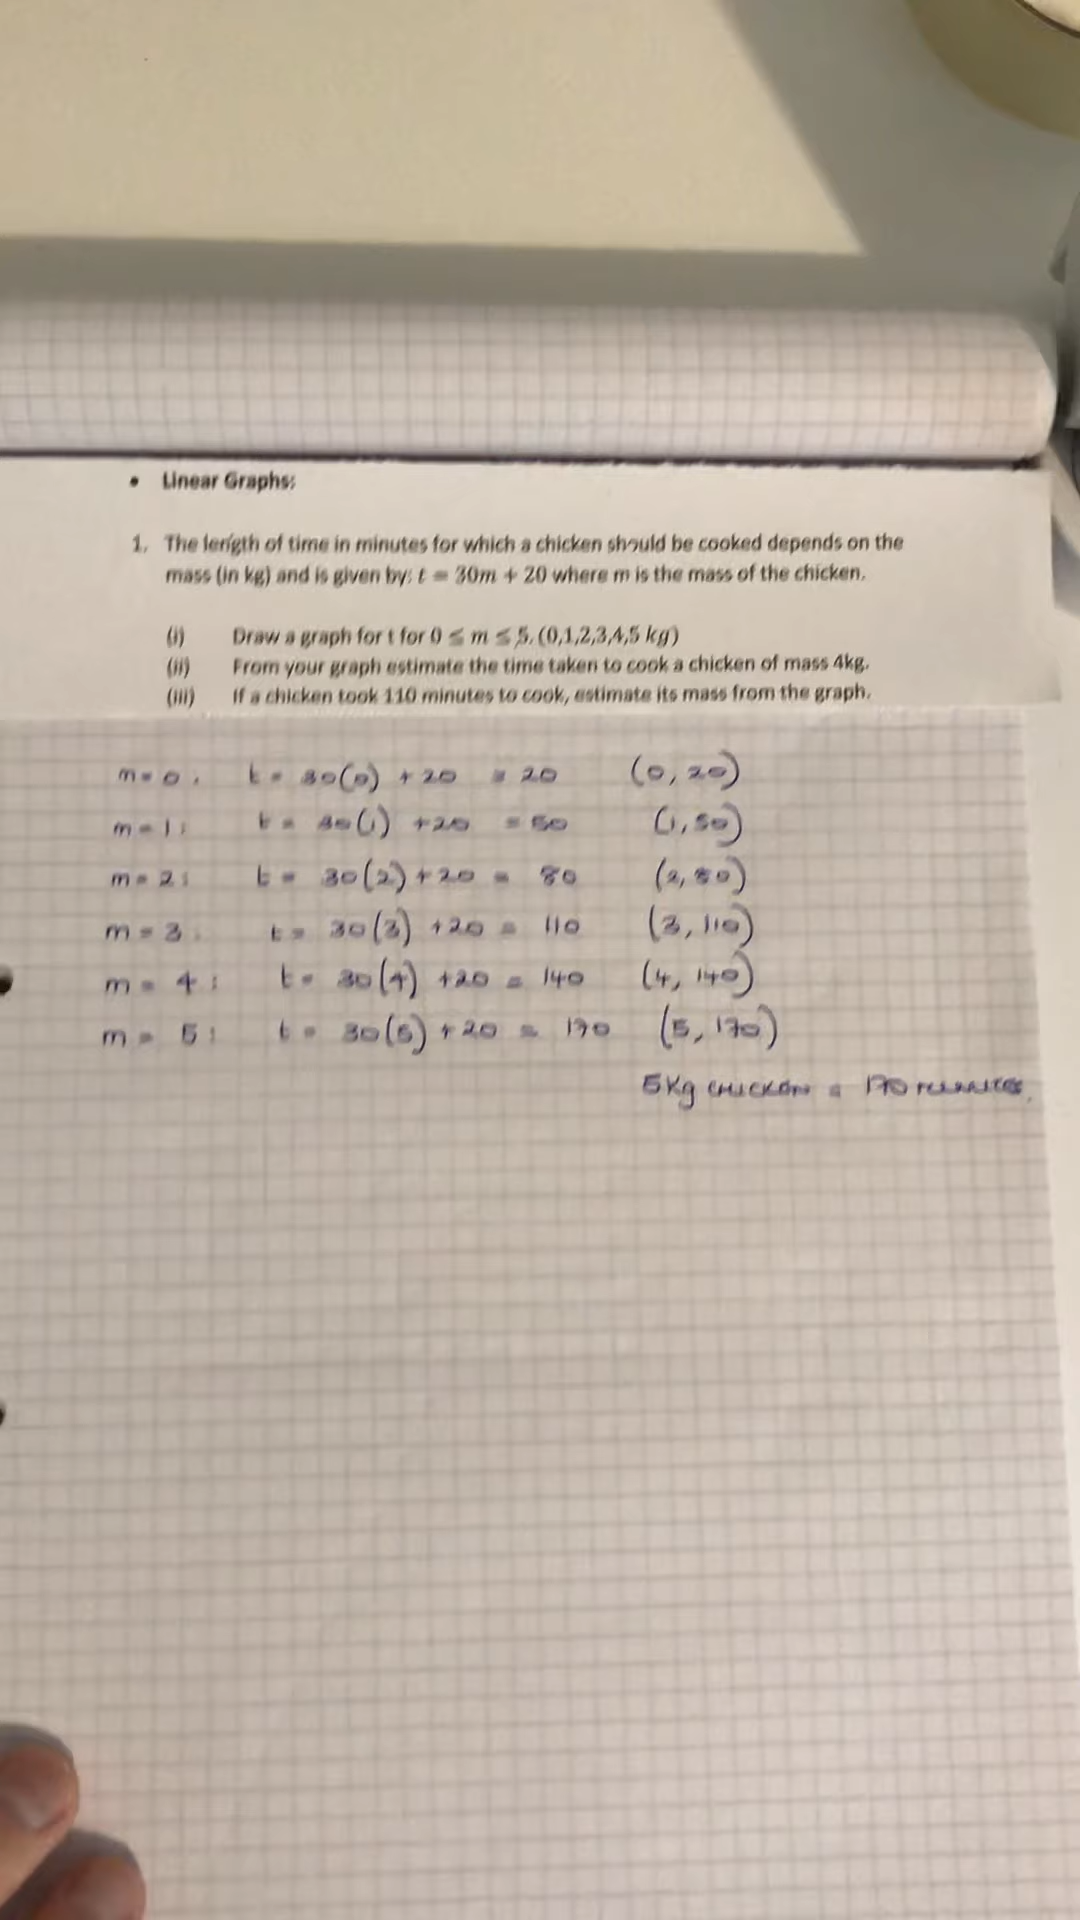 • Linear Graphs:
1. The length of time in minutes for which a chicken should be cooked depends on the
mass (in kg) and is given by: t = 30m + 20 where m is the mass of the chicken.
(i) Draw a graph for t for 0 ≤ m ≤ 5. (0,1,2,3,4,5 kg)
(ii) From your graph estimate the time taken to cook a chicken of mass 4kg.
(iii) If a chicken took 110 minutes to cook, estimate its mass from the graph.
m = 0: t = 30(0) + 20 = 20 (0, 20)
m = 1: t = 30(1) + 20 = 50 (1, 50)
m = 2: t = 30(2) + 20 = 80 (2, 80)
m = 3: t = 30(3) + 20 = 110 (3, 110)
m = 4: t = 30(4) + 20 = 140 (4, 140)
m = 5: t = 30(5) + 20 = 170 (5, 170)
5Kg CHICKEN = 170 MINUTES.